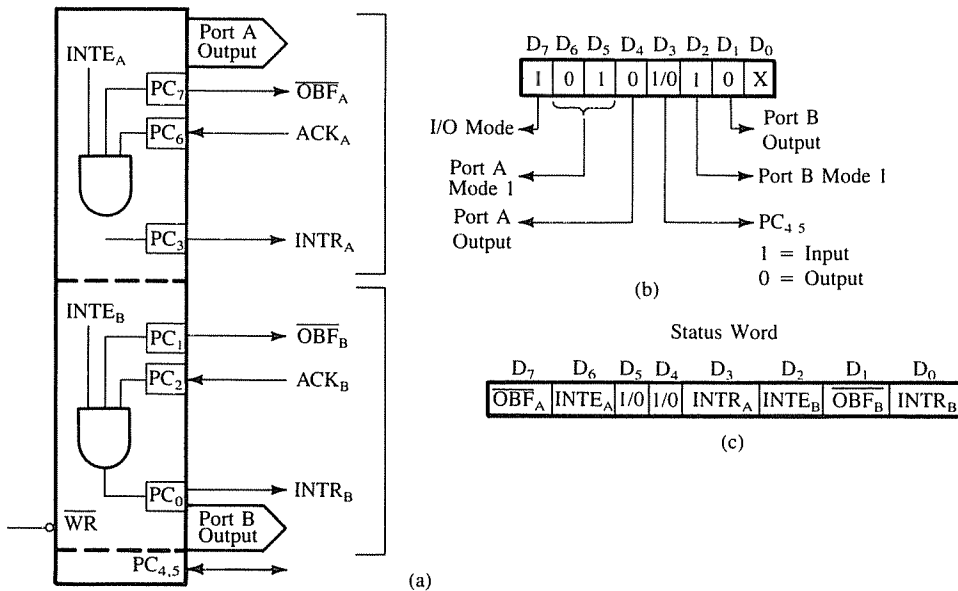 Port A
Output
INTE_A
PC_7
OBF_A
PC_6
ACK_A
PC_3
INTR_A
INTE_B
PC_1
OBF_B
PC_2
ACK_B
PC_0
INTR_B
WR
Port B
Output
PC_4,5
(a)
D_7 D_6 D_5 D_4 D_3 D_2 D_1 D_0
1 0 1 0 1/0 1 0 X
I/O Mode
Port B
Output
Port A
Mode 1
Port B Mode 1
Port A
Output
PC_4 5
1 = Input
0 = Output
(b)
Status Word
D_7 D_6 D_5 D_4 D_3 D_2 D_1 D_0
OBF_A INTE_A I/O I/O INTR_A INTE_B OBF_B INTR_B
(c)